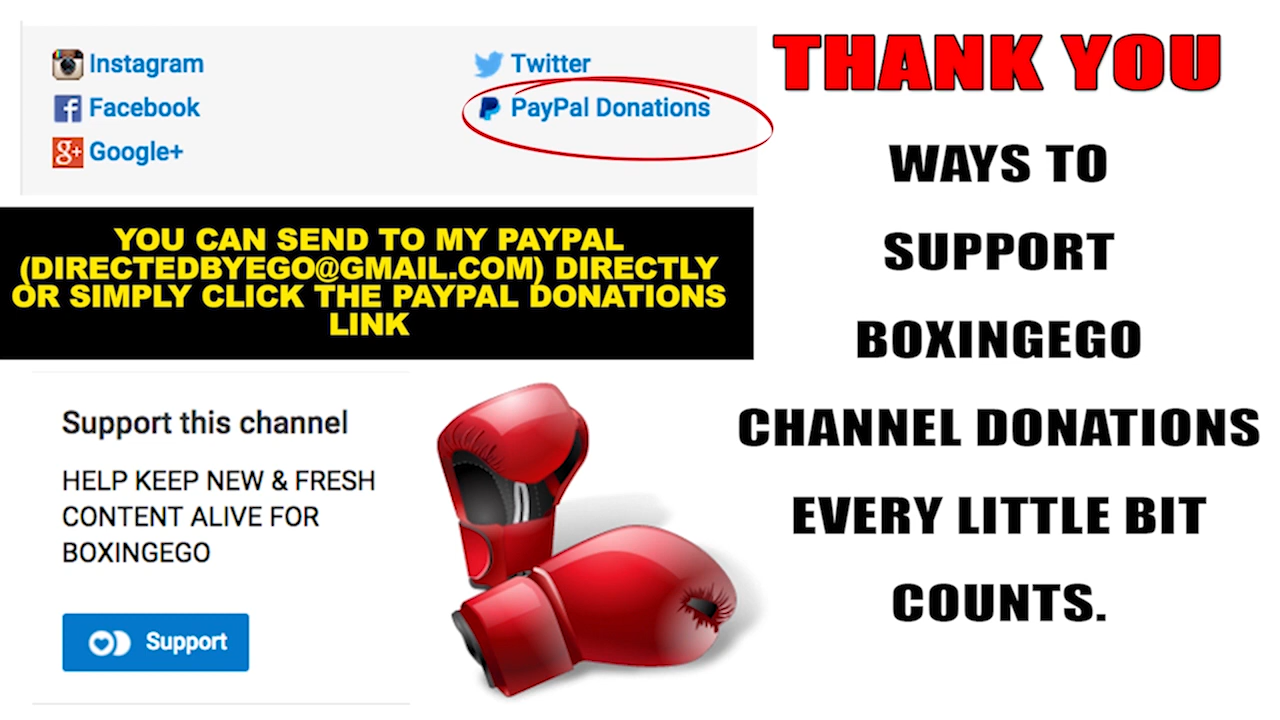 Instagram
Twitter
Facebook
PayPal Donations
Google+
YOU CAN SEND TO MY PAYPAL
(DIRECTEDBYEGO@GMAIL.COM) DIRECTLY
OR SIMPLY CLICK THE PAYPAL DONATIONS
LINK
Support this channel
HELP KEEP NEW & FRESH
CONTENT ALIVE FOR
BOXINGEGO
Support
THANK YOU
WAYS TO
SUPPORT
BOXINGEGO
CHANNEL DONATIONS
EVERY LITTLE BIT
COUNTS.